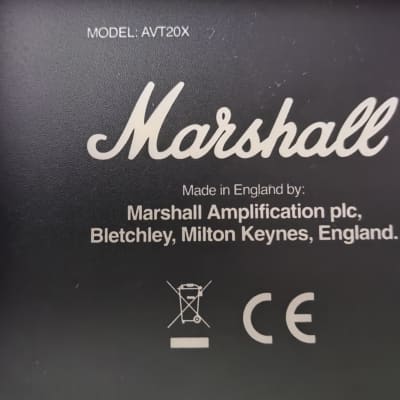 MODEL: AVT20X
Marshall
Made in England by:
Marshall Amplification plc,
Bletchley, Milton Keynes, England.
CE